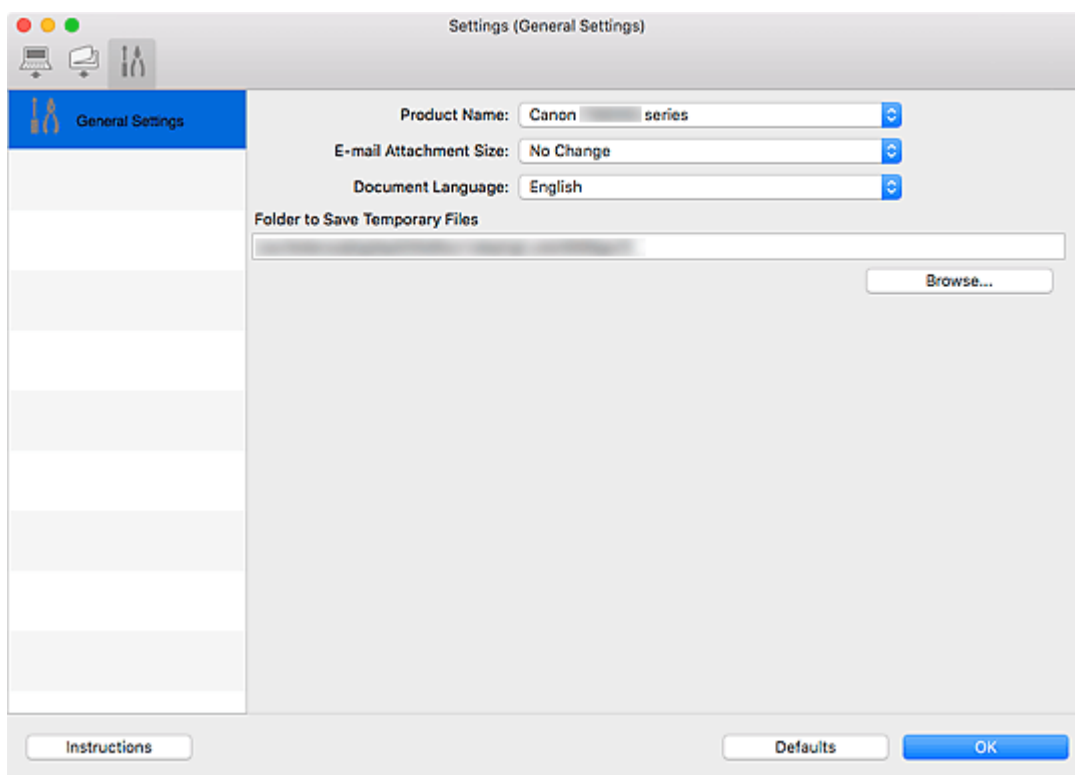 Settings (General Settings)
General Settings
Product Name: Canon series
E-mail Attachment Size: No Change
Document Language: English
Folder to Save Temporary Files
Browse...
Instructions
Defaults
OK